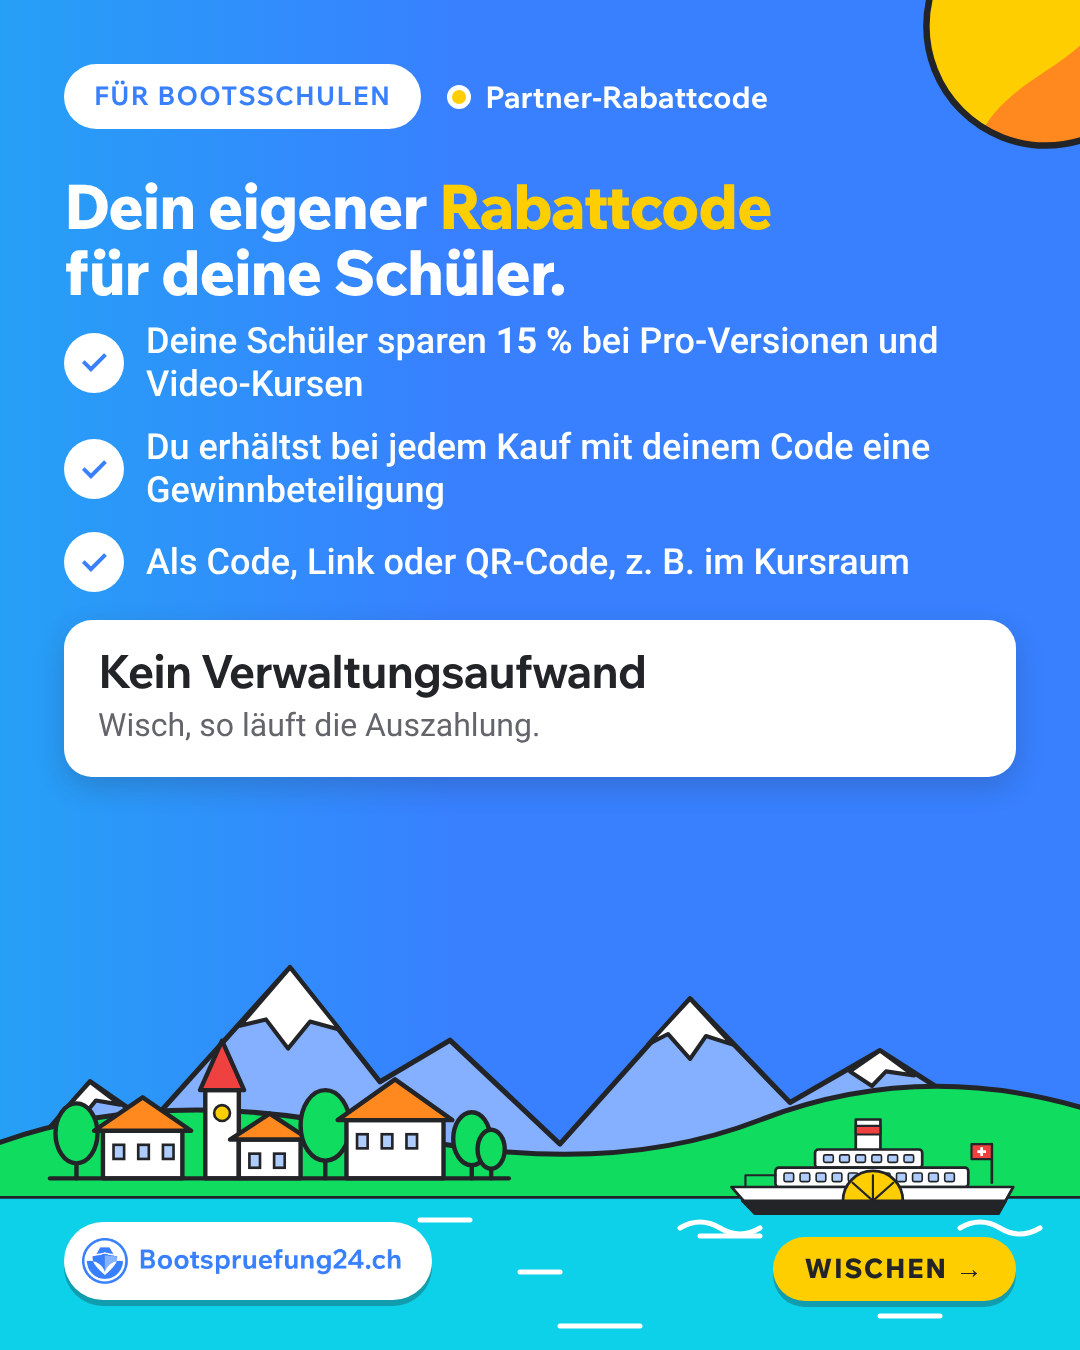 FÜR BOOTSSCHULEN
Partner-Rabattcode
Dein eigener Rabattcode
für deine Schüler.
Deine Schüler sparen 15 % bei Pro-Versionen und
Video-Kursen
Du erhältst bei jedem Kauf mit deinem Code eine
Gewinnbeteiligung
Als Code, Link oder QR-Code, z. B. im Kursraum
Kein Verwaltungsaufwand
Wisch, so läuft die Auszahlung.
Bootspruefung24.ch
WISCHEN →